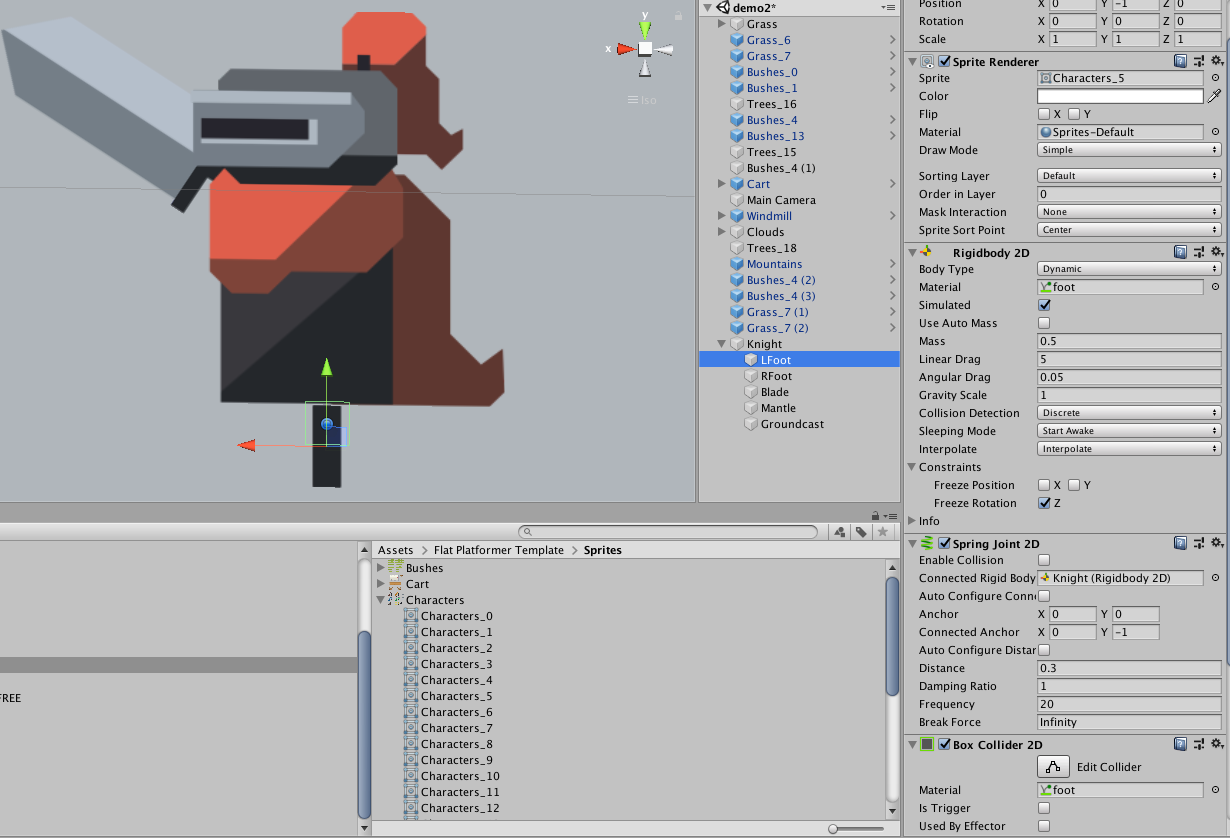 y
x
Iso
demo2*
Grass
Grass_6
Grass_7
Bushes_0
Bushes_1
Trees_16
Bushes_4
Bushes_13
Trees_15
Bushes_4 (1)
Cart
Main Camera
Windmill
Clouds
Trees_18
Mountains
Bushes_4 (2)
Bushes_4 (3)
Grass_7 (1)
Grass_7 (2)
Knight
LFoot
RFoot
Blade
Mantle
Groundcast
Position X 0 Y -1 Z 0
Rotation X 0 Y 0 Z 0
Scale X 1 Y 1 Z 1
Sprite Renderer
Sprite Characters_5
Color
Flip X Y
Material Sprites-Default
Draw Mode Simple
Sorting Layer Default
Order in Layer 0
Mask Interaction None
Sprite Sort Point Center
Rigidbody 2D
Body Type Dynamic
Material foot
Simulated
Use Auto Mass
Mass 0.5
Linear Drag 5
Angular Drag 0.05
Gravity Scale 1
Collision Detection Discrete
Sleeping Mode Start Awake
Interpolate Interpolate
Constraints
Freeze Position X Y
Freeze Rotation Z
Info
Spring Joint 2D
Enable Collision
Connected Rigid Body Knight (Rigidbody 2D)
Auto Configure Conn
Anchor X 0 Y 0
Connected Anchor X 0 Y -1
Auto Configure Distan
Distance 0.3
Damping Ratio 1
Frequency 20
Break Force Infinity
Box Collider 2D
Edit Collider
Material foot
Is Trigger
Used By Effector
FREE
Assets > Flat Platformer Template > Sprites
Bushes
Cart
Characters
Characters_0
Characters_1
Characters_2
Characters_3
Characters_4
Characters_5
Characters_6
Characters_7
Characters_8
Characters_9
Characters_10
Characters_11
Characters_12